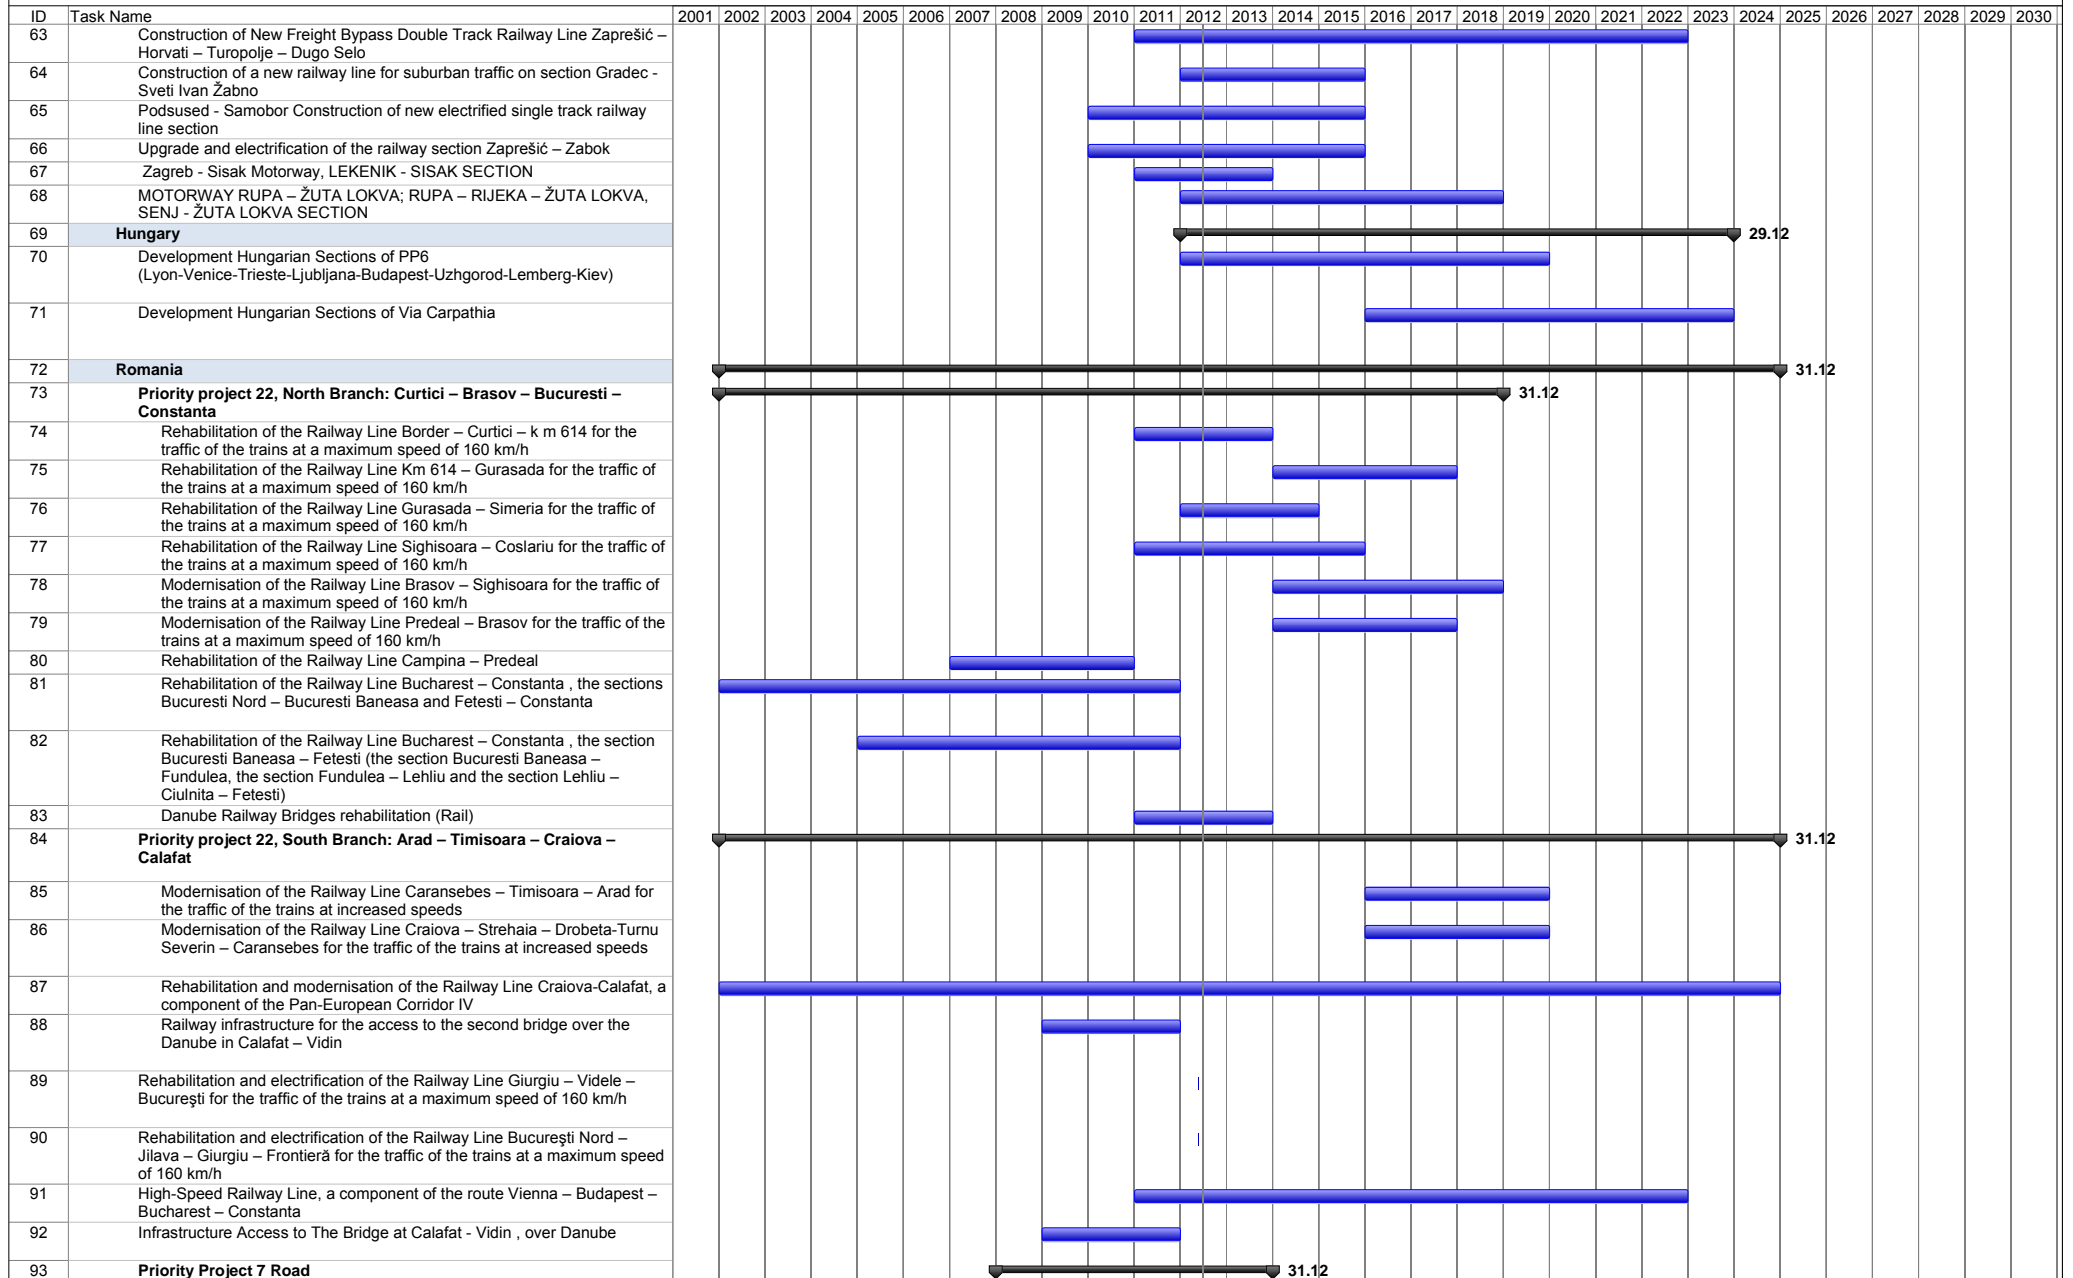 ID Task Name 2001 2002 2003 2004 2005 2006 2007 2008 2009 2010 2011 2012 2013 2014 2015 2016 2017 2018 2019 2020 2021 2022 2023 2024 2025 2026 2027 2028 2029 2030
63 Construction of New Freight Bypass Double Track Railway Line Zaprešić –
Horvati – Turopolje – Dugo Selo
64 Construction of a new railway line for suburban traffic on section Gradec -
Sveti Ivan Žabno
65 Podsused - Samobor Construction of new electrified single track railway
line section
66 Upgrade and electrification of the railway section Zaprešić – Zabok
67 Zagreb - Sisak Motorway, LEKENIK - SISAK SECTION
68 MOTORWAY RUPA – ŽUTA LOKVA; RUPA – RIJEKA – ŽUTA LOKVA,
SENJ - ŽUTA LOKVA SECTION
69 Hungary 29.12
70 Development Hungarian Sections of PP6
(Lyon-Venice-Trieste-Ljubljana-Budapest-Uzhgorod-Lemberg-Kiev)
71 Development Hungarian Sections of Via Carpathia
72 Romania 31.12
73 Priority project 22, North Branch: Curtici – Brasov – Bucuresti – 31.12
Constanta
74 Rehabilitation of the Railway Line Border – Curtici – k m 614 for the
traffic of the trains at a maximum speed of 160 km/h
75 Rehabilitation of the Railway Line Km 614 – Gurasada for the traffic of
the trains at a maximum speed of 160 km/h
76 Rehabilitation of the Railway Line Gurasada – Simeria for the traffic of
the trains at a maximum speed of 160 km/h
77 Rehabilitation of the Railway Line Sighisoara – Coslariu for the traffic of
the trains at a maximum speed of 160 km/h
78 Modernisation of the Railway Line Brasov – Sighisoara for the traffic of
the trains at a maximum speed of 160 km/h
79 Modernisation of the Railway Line Predeal – Brasov for the traffic of the
trains at a maximum speed of 160 km/h
80 Rehabilitation of the Railway Line Campina – Predeal
81 Rehabilitation of the Railway Line Bucharest – Constanta , the sections
Bucuresti Nord – Bucuresti Baneasa and Fetesti – Constanta
82 Rehabilitation of the Railway Line Bucharest – Constanta , the section
Bucuresti Baneasa – Fetesti (the section Bucuresti Baneasa –
Fundulea, the section Fundulea – Lehliu and the section Lehliu –
Ciulnita – Fetesti)
83 Danube Railway Bridges rehabilitation (Rail)
84 Priority project 22, South Branch: Arad – Timisoara – Craiova – 31.12
Calafat
85 Modernisation of the Railway Line Caransebes – Timisoara – Arad for
the traffic of the trains at increased speeds
86 Modernisation of the Railway Line Craiova – Strehaia – Drobeta-Turnu
Severin – Caransebes for the traffic of the trains at increased speeds
87 Rehabilitation and modernisation of the Railway Line Craiova-Calafat, a
component of the Pan-European Corridor IV
88 Railway infrastructure for the access to the second bridge over the
Danube in Calafat – Vidin
89 Rehabilitation and electrification of the Railway Line Giurgiu – Videle –
Bucureşti for the traffic of the trains at a maximum speed of 160 km/h
90 Rehabilitation and electrification of the Railway Line Bucureşti Nord –
Jilava – Giurgiu – Frontieră for the traffic of the trains at a maximum speed
of 160 km/h
91 High-Speed Railway Line, a component of the route Vienna – Budapest –
Bucharest – Constanta
92 Infrastructure Access to The Bridge at Calafat - Vidin , over Danube
93 Priority Project 7 Road 31.12